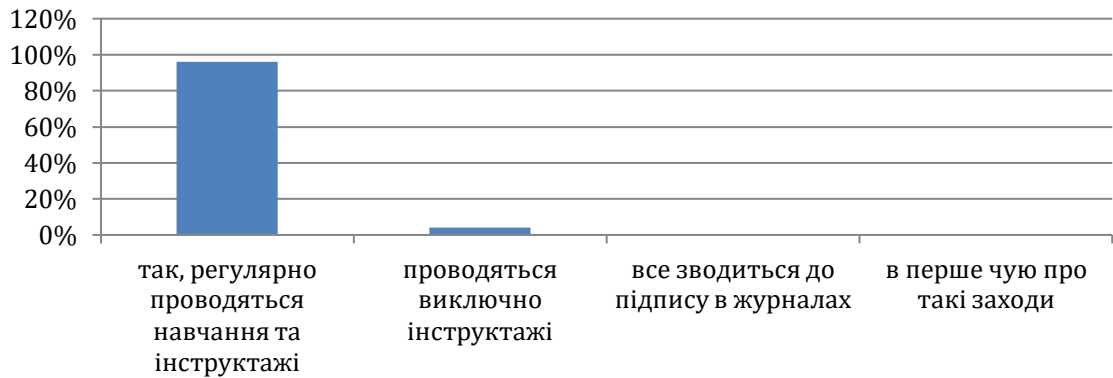 120%
100%
80%
60%
40%
20%
0%
так, регулярно
проводяться
навчання та
інструктажі
проводяться
виключно
інструктажі
все зводиться до
підпису в журналах
в перше чую про
такі заходи